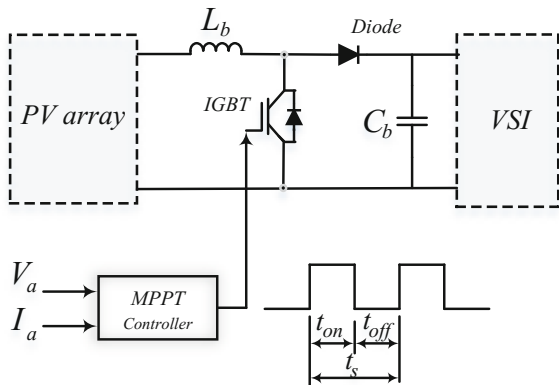 L_b
Diode
PV array
IGBT
C_b
VSI
V_a
I_a
MPPT
Controller
t_on
t_off
t_s